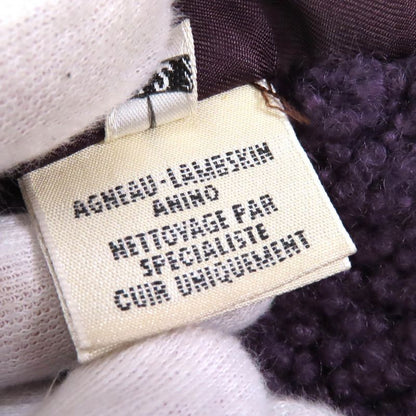 AGNEAU-LAMBSKIN
ANINO
NETTOYAGE PAR
SPECIALISTE
CUIR UNIQUEMENT